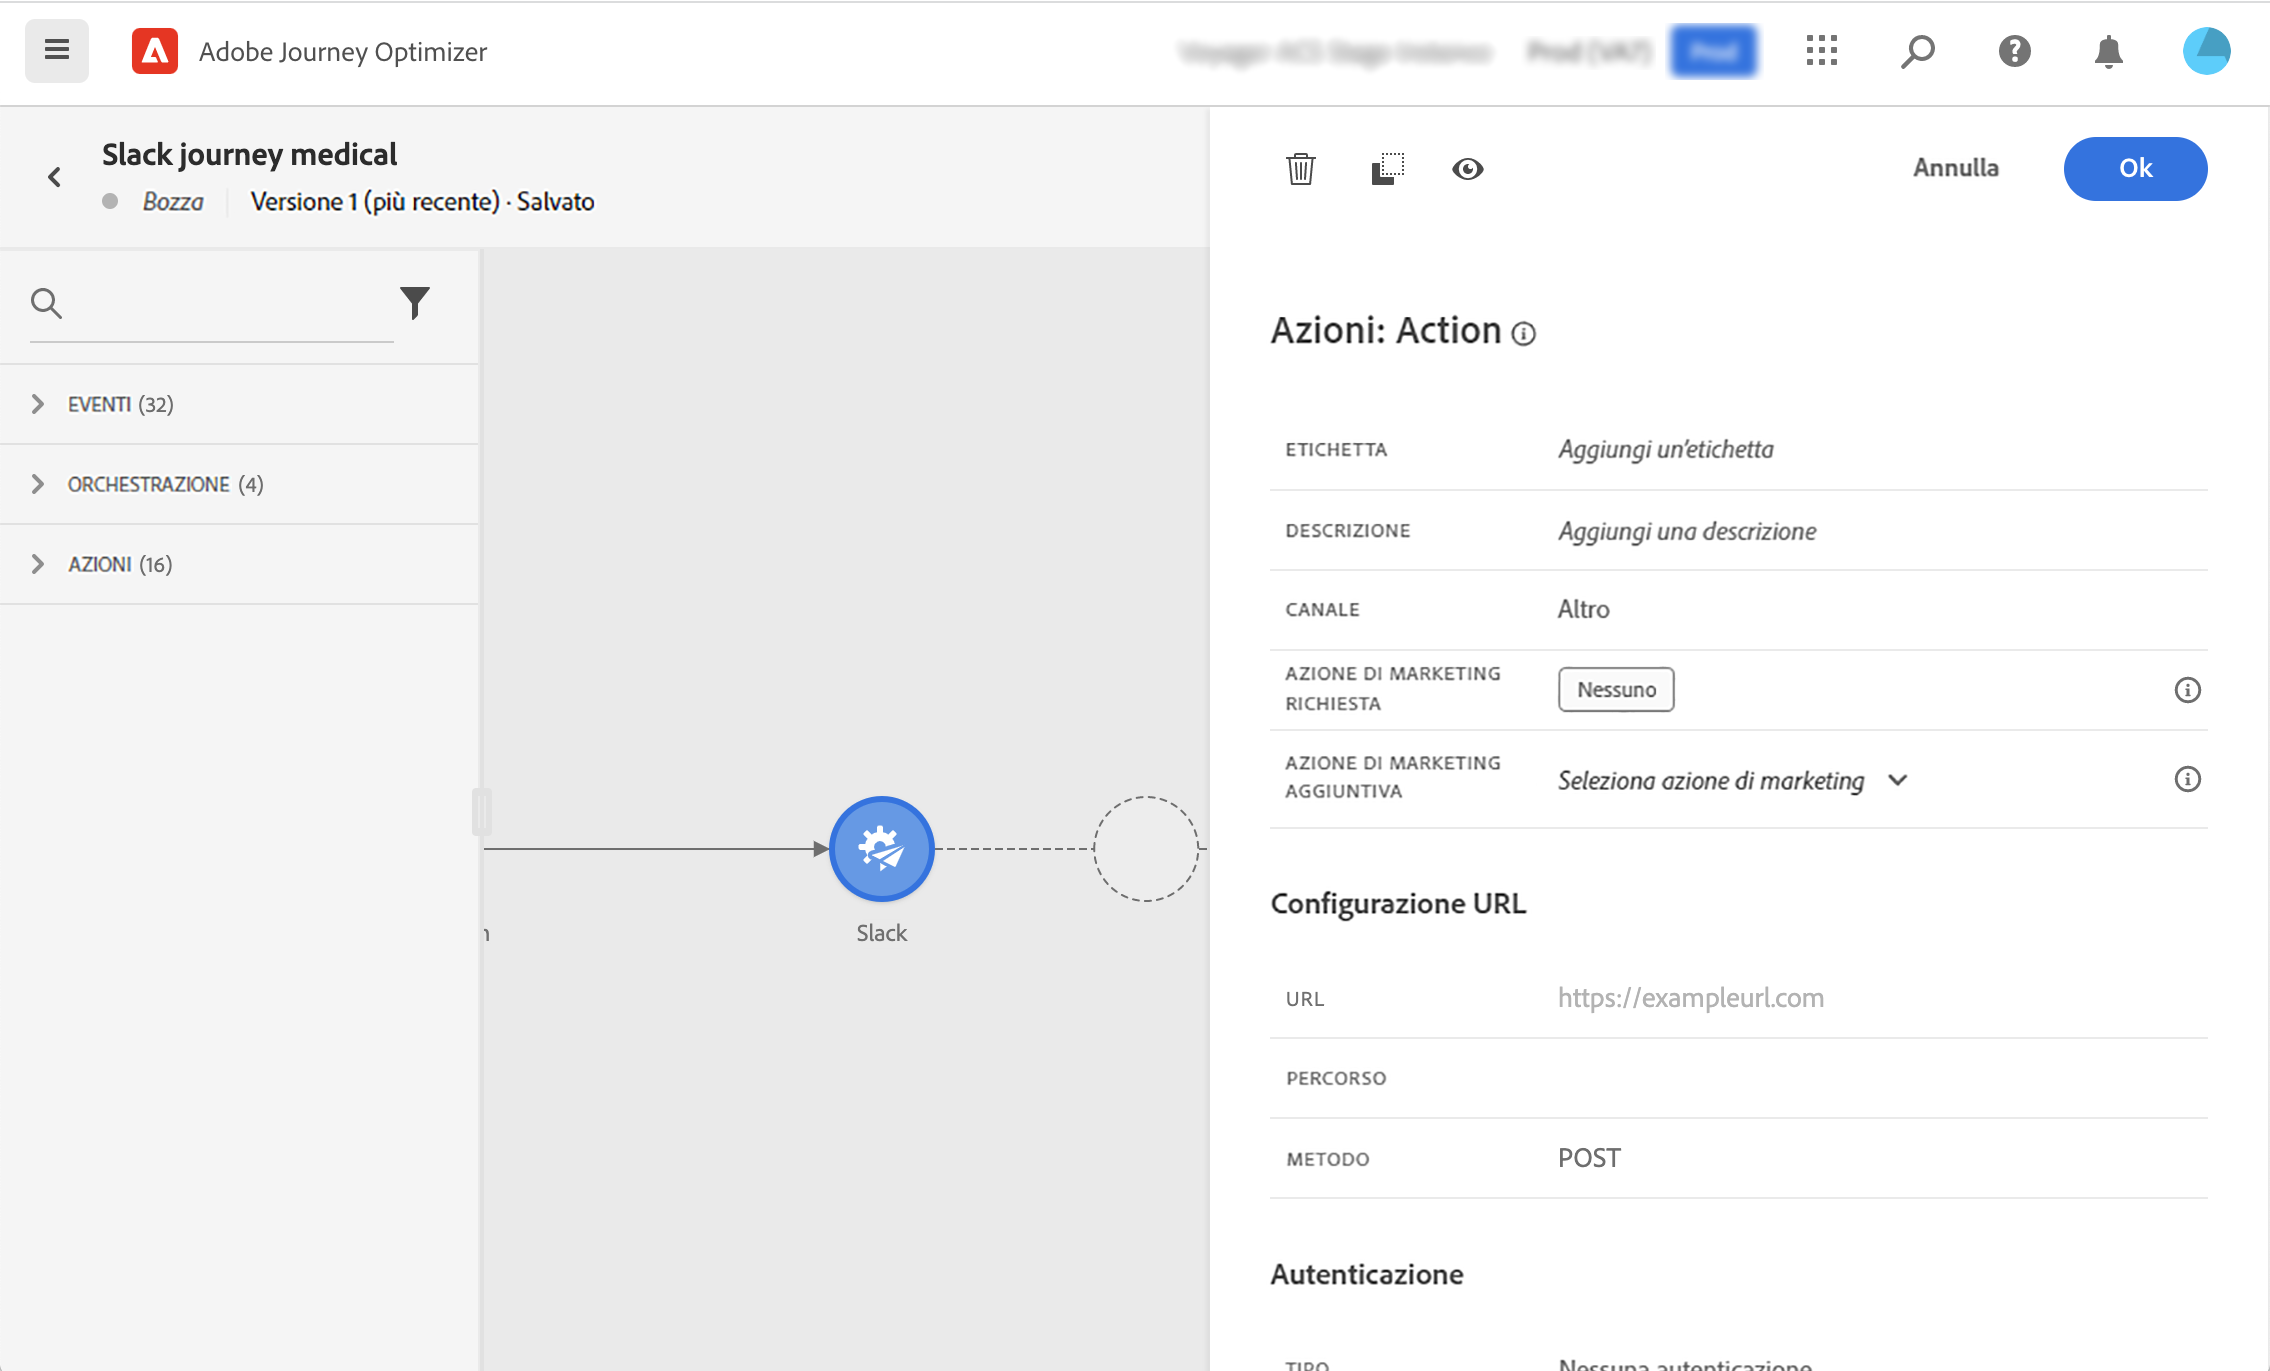 Adobe Journey Optimizer
Prod (VA7)
Prod
Slack journey medical
Bozza
Versione 1 (più recente) · Salvato
Annulla
Ok
EVENTI (32)
ORCHESTRAZIONE (4)
AZIONI (16)
Slack
Azioni: Action
ETICHETTA
Aggiungi un'etichetta
DESCRIZIONE
Aggiungi una descrizione
CANALE
Altro
AZIONE DI MARKETING
RICHIESTA
Nessuno
AZIONE DI MARKETING
AGGIUNTIVA
Seleziona azione di marketing
Configurazione URL
URL
https://exampleurl.com
PERCORSO
METODO
POST
Autenticazione
TIPO
Nessuna autenticazione